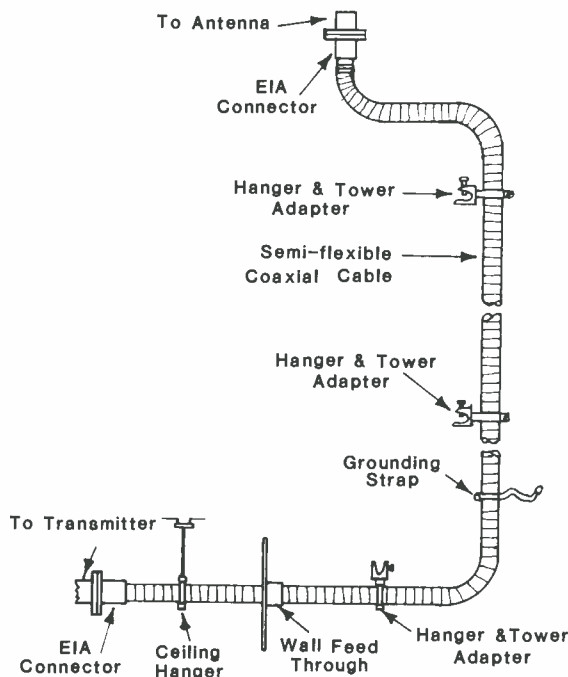 To Antenna
EIA
Connector
Hanger & Tower
Adapter
Semi-flexible
Coaxial Cable
Hanger & Tower
Adapter
Grounding
Strap
To Transmitter
EIA
Connector
Ceiling
Hanger
Wall Feed
Through
Hanger &Tower
Adapter